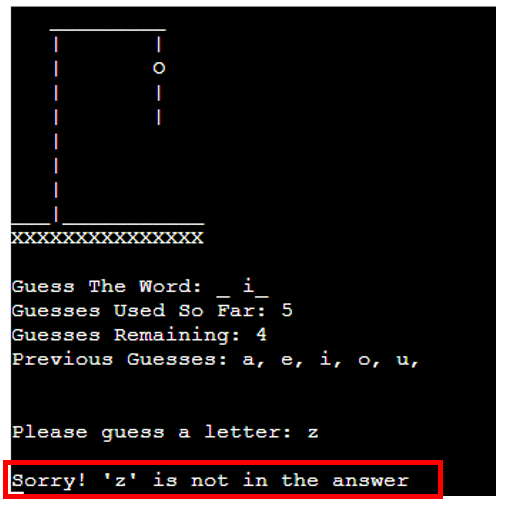 XXXXXXXXXXXXXXX
Guess The Word: _ i_
Guesses Used So Far: 5
Guesses Remaining: 4
Previous Guesses: a, e, i, o, u,
Please guess a letter: z
Sorry! 'z' is not in the answer